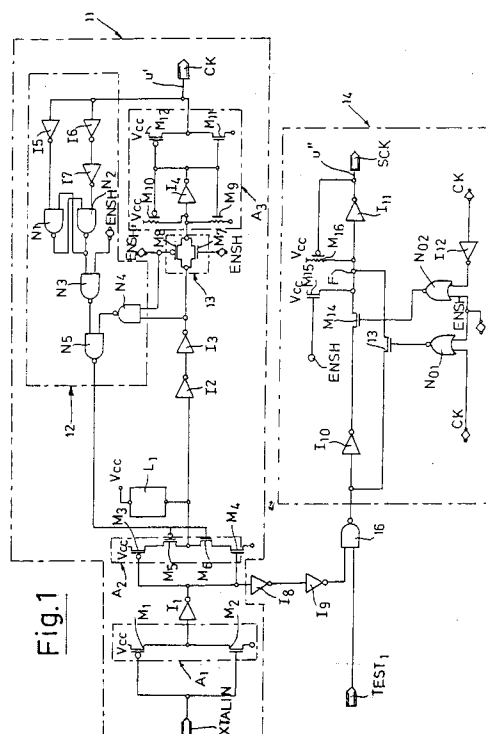 Fig.1
11
12
I5
I6
I7
N1
N2
ENSH
N3
N4
N5
u'
CK
Vcc
M12
M11
I4
M10
M9
A3
ENSH
M8
M7
ENSH
13
I3
I2
Vcc
L1
M3
Vcc
M5
M6
M4
A2
I1
M1
Vcc
M2
A1
XTALIN
I8
I9
16
TEST1
14
I10
M14
13
ENSH
Vcc
M15
F
Vcc
M16
I11
u"
SCK
N02
N01
I12
ENSH
CK
CK